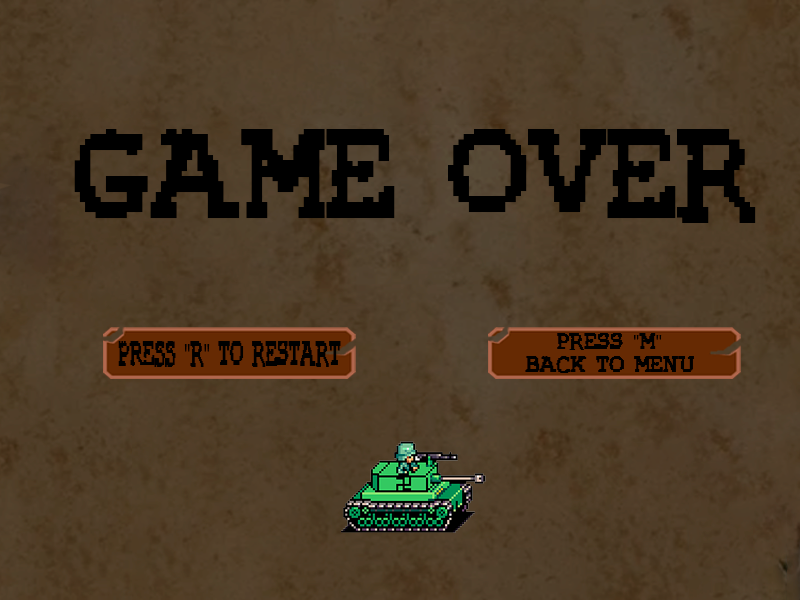 GAME OVER
PRESS "R" TO RESTART
PRESS "M"
BACK TO MENU